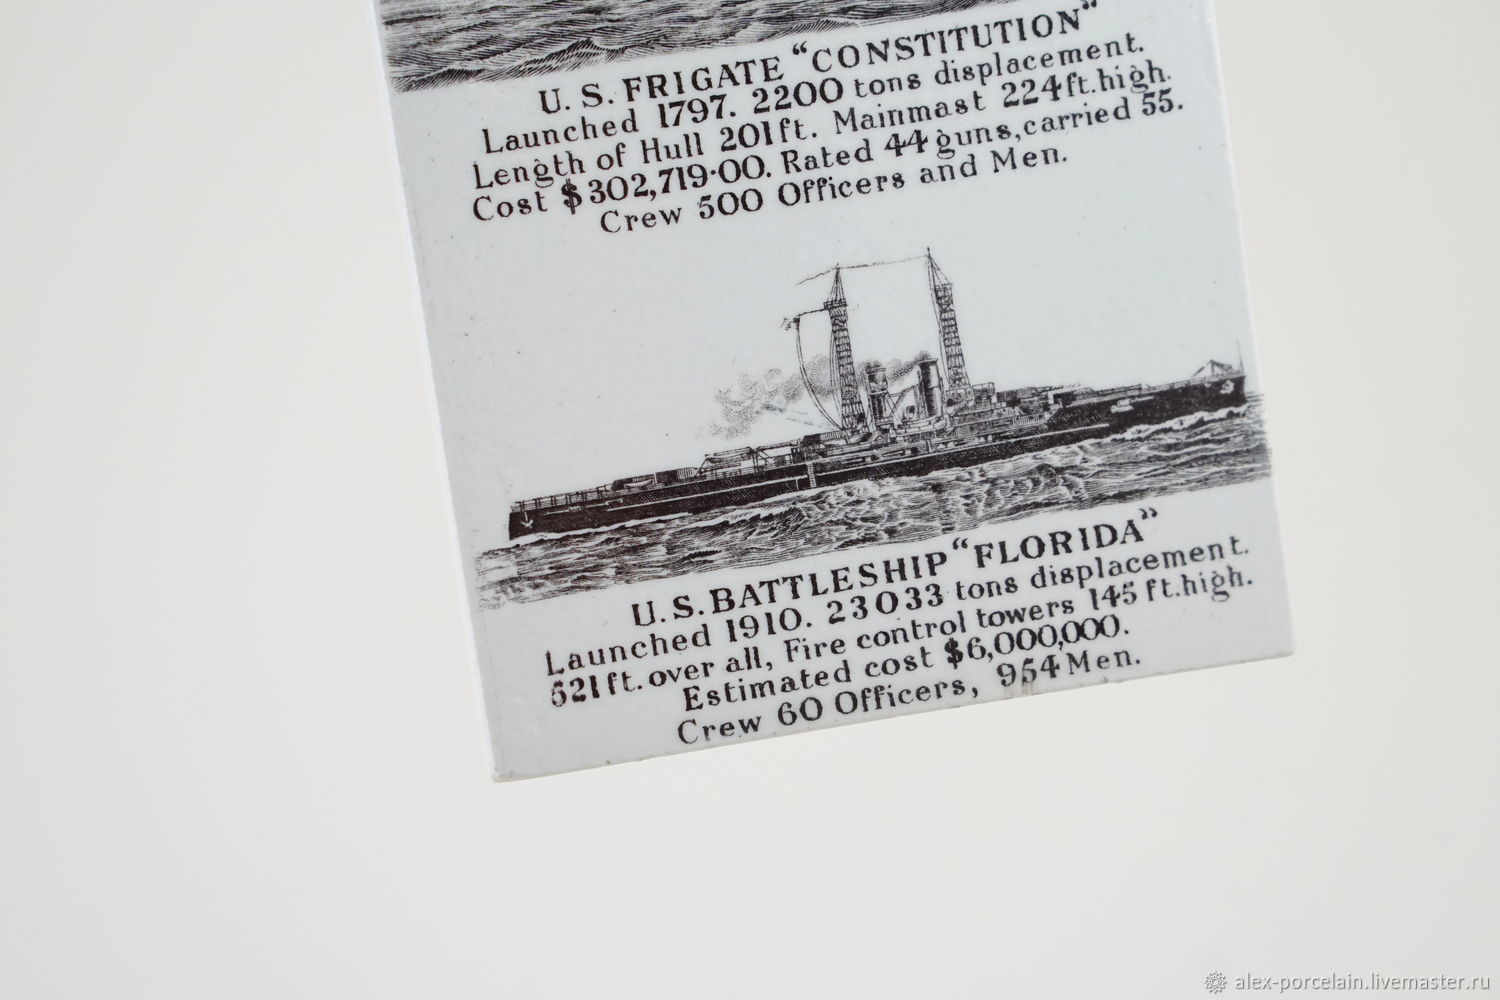 U. S. FRIGATE “CONSTITUTION”
Launched 1797. 2200 tons displacement.
Length of Hull 201ft. Mainmast 224ft. high.
Cost $302,719·00. Rated 44 guns, carried 55.
Crew 500 Officers and Men.
U. S. BATTLESHIP “FLORIDA”
Launched 1910. 23033 tons displacement.
521ft. over all, Fire control towers 145 ft. high.
Estimated cost $6,000,000.
Crew 60 Officers, 954 Men.
alex-porcelain.livemaster.ru